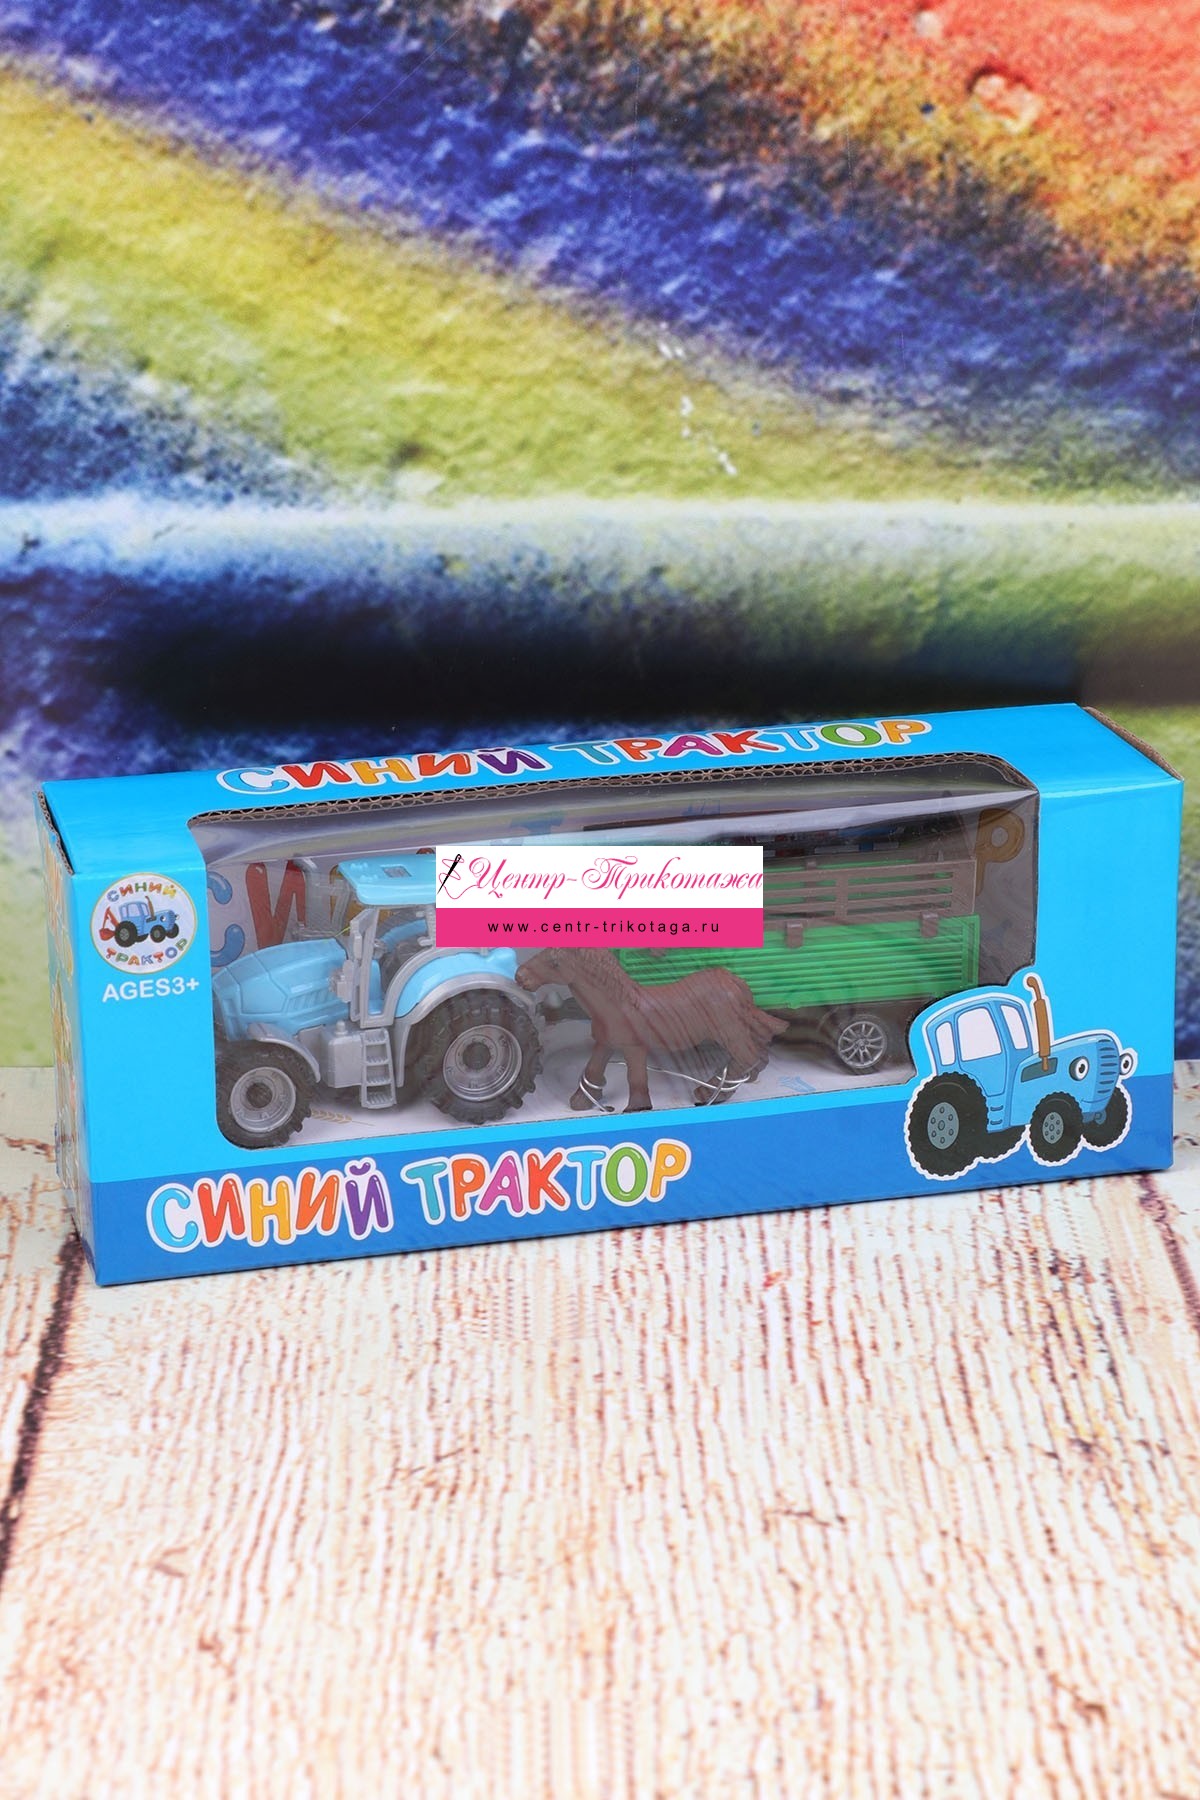 СИНИЙ ТРАКТОР
СИНИЙ
ТРАКТОР
AGES3+
Центр-Трикотажа
www.centr-trikotaga.ru
СИНИЙ ТРАКТОР